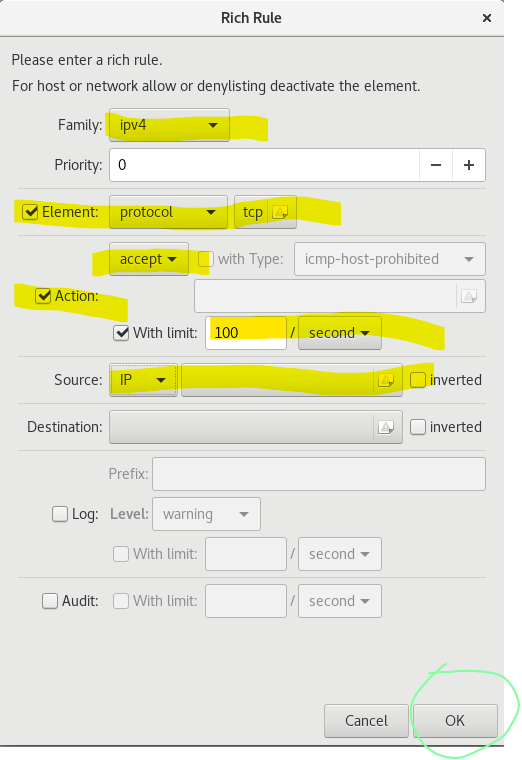 Rich Rule ×
Please enter a rich rule.
For host or network allow or denylisting deactivate the element.
Family: ipv4
Priority: 0 − +
Element: protocol tcp
accept with Type: icmp-host-prohibited
Action:
With limit: 100 / second
Source: IP inverted
Destination: inverted
Prefix:
Log: Level: warning
With limit: / second
Audit: With limit: / second
Cancel OK